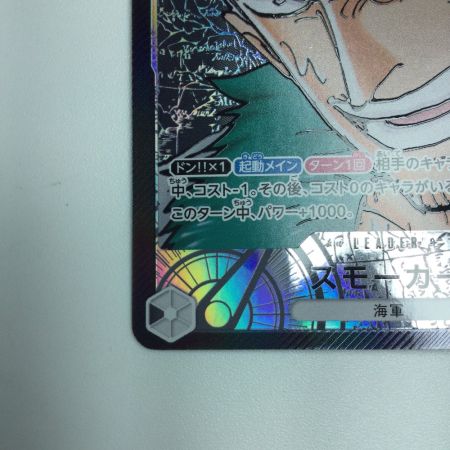 ドン!!×1 起動メイン ターン1回 相手のキャラ
中、コスト-1。その後、コスト0のキャラがいる
このターン中、パワー+1000。
LEADER
スモーカー
海軍